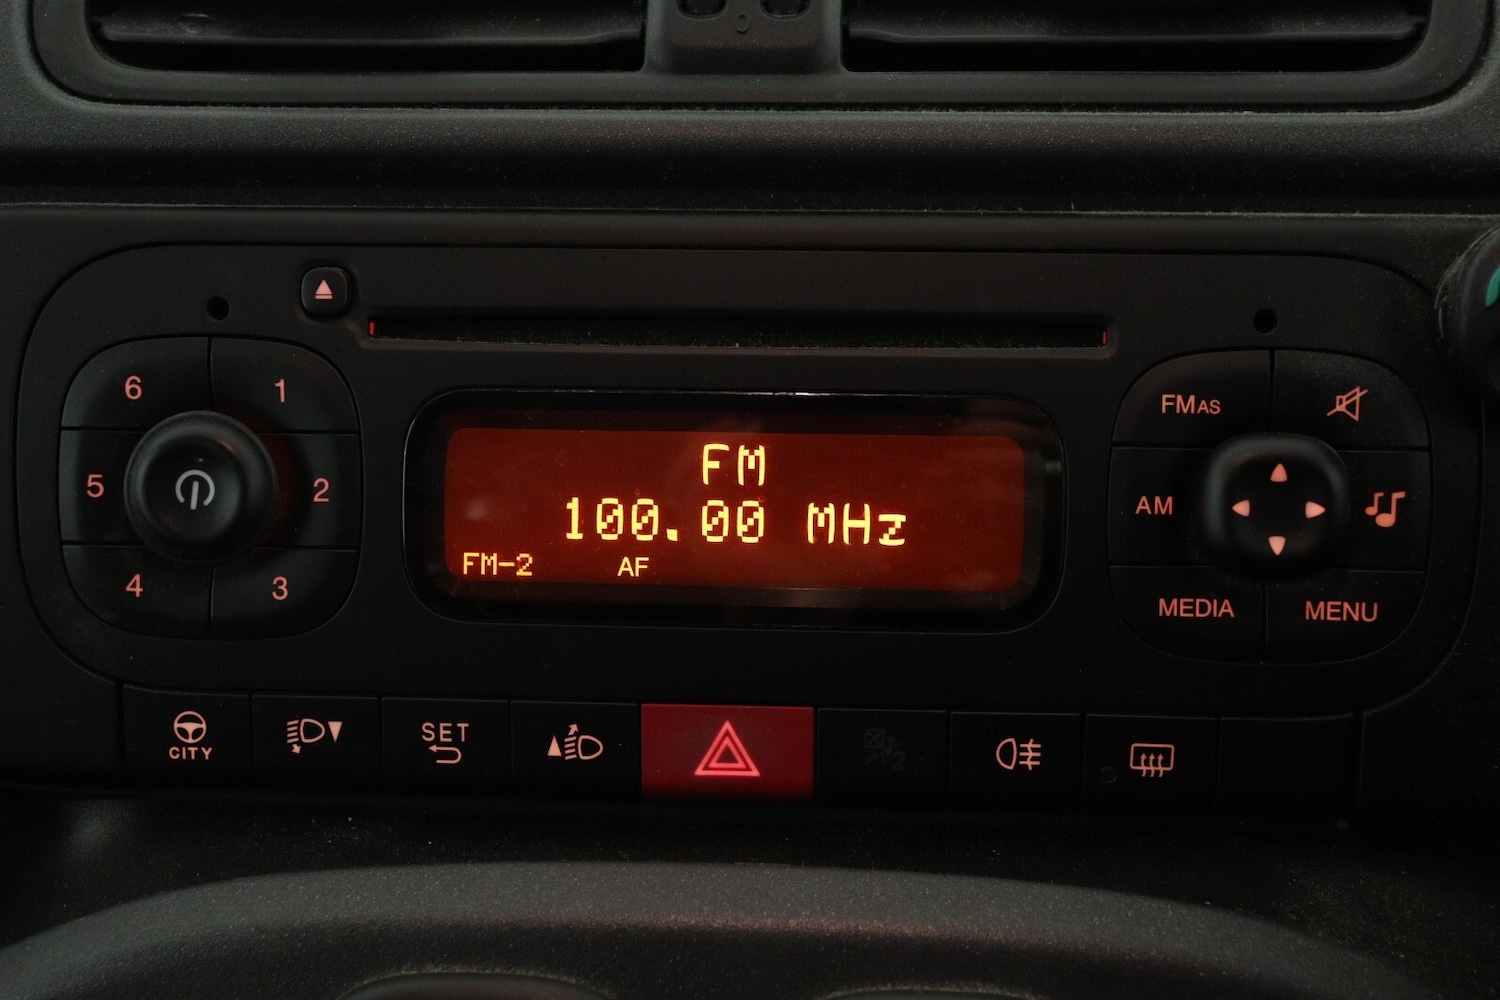 6 1
5 2
4 3
FM
100.00 MHz
FM-2 AF
FMAS
AM
MEDIA MENU
CITY
SET